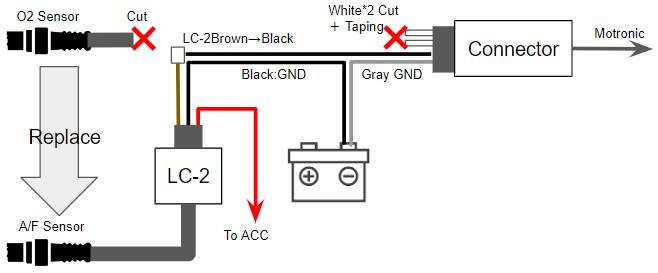 O2 Sensor
Cut
White*2 Cut
+ Taping
LC-2Brown→Black
Connector
Motronic
Black:GND
Gray GND
Replace
LC-2
+
−
A/F Sensor
To ACC